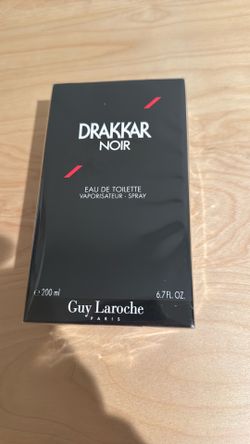 DRAKKAR
NOIR
EAU DE TOILETTE
VAPORISATEUR - SPRAY
e 200 ml 6.7 FL. OZ.
Guy Laroche
PARIS